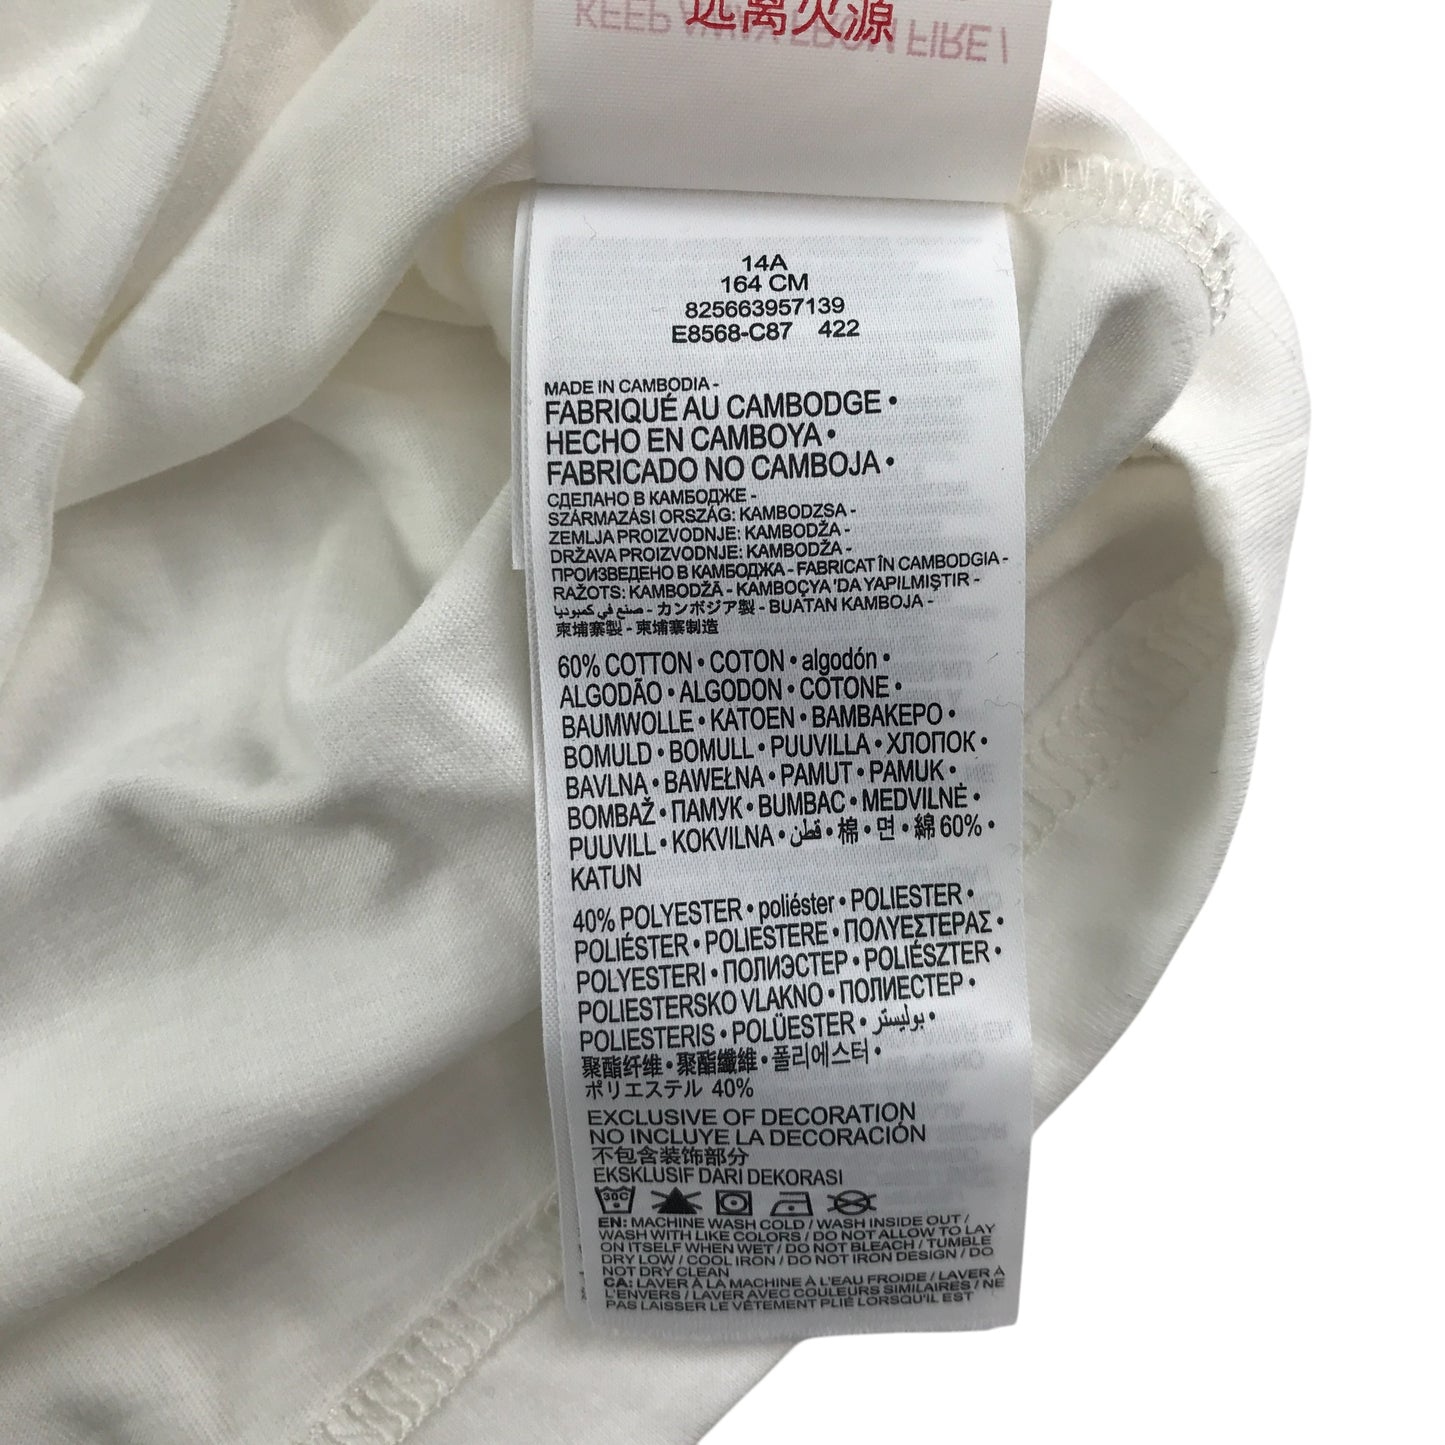 远离火源
KEEP AWAY FROM FIRE
14A
164 CM
825663957139
E8568-C87 422
MADE IN CAMBODIA -
FABRIQUÉ AU CAMBODGE •
HECHO EN CAMBOYA •
FABRICADO NO CAMBOJA •
СДЕЛАНО В КАМБОДЖЕ -
SZÁRMAZÁSI ORSZÁG: KAMBODZSA -
ZEMLJA PROIZVODNJE: KAMBODŽA -
DRŽAVA PROIZVODNJE: KAMBODŽA -
ПРОИЗВЕДЕНО В КАМБОДЖА - FABRICAT ÎN CAMBODGIA -
RAŽOTS: KAMBODŽĀ - KAMBOÇYA 'DA YAPILMIŞTIR -
صنع في كمبوديا - カンボジア製 - BUATAN KAMBOJA -
柬埔寨製 - 柬埔寨制造
60% COTTON • COTON • algodón •
ALGODÃO • ALGODON • COTONE •
BAUMWOLLE • KATOEN • BAMBAKEPO •
BOMULD • BOMULL • PUUVILLA • ХЛОПОК •
BAVLNA • BAWEŁNA • PAMUT • PAMUK •
BOMBAŽ • ПАМУК • BUMBAC • MEDVILNĖ •
PUUVILL • KOKVILNA • قطن • 棉 • 면 • 綿 60% •
KATUN
40% POLYESTER • poliéster • POLIESTER •
POLIÉSTER • POLIESTERE • ΠΟΛΥΕΣΤΕΡΑΣ •
POLYESTERI • ПОЛИЭСТЕР • POLIÉSZTER •
POLIESTERSKO VLAKNO • ПОЛИЕСТЕР •
POLIESTERIS • POLÜESTER • بوليستر •
聚酯纤维 • 聚酯纖維 • 폴리에스터 •
ポリエステル 40%
EXCLUSIVE OF DECORATION
NO INCLUYE LA DECORACIÓN
不包含装饰部分
EKSKLUSIF DARI DEKORASI
30C
EN: MACHINE WASH COLD / WASH INSIDE OUT /
WASH WITH LIKE COLORS / DO NOT ALLOW TO LAY
ON ITSELF WHEN WET / DO NOT BLEACH / TUMBLE
DRY LOW / COOL IRON / DO NOT IRON DESIGN / DO
NOT DRY CLEAN
CA: LAVER À LA MACHINE À L'EAU FROIDE / LAVER À
L'ENVERS / LAVER AVEC COULEURS SIMILAIRES / NE
PAS LAISSER LE VÊTEMENT PLIÉ LORSQU'IL EST